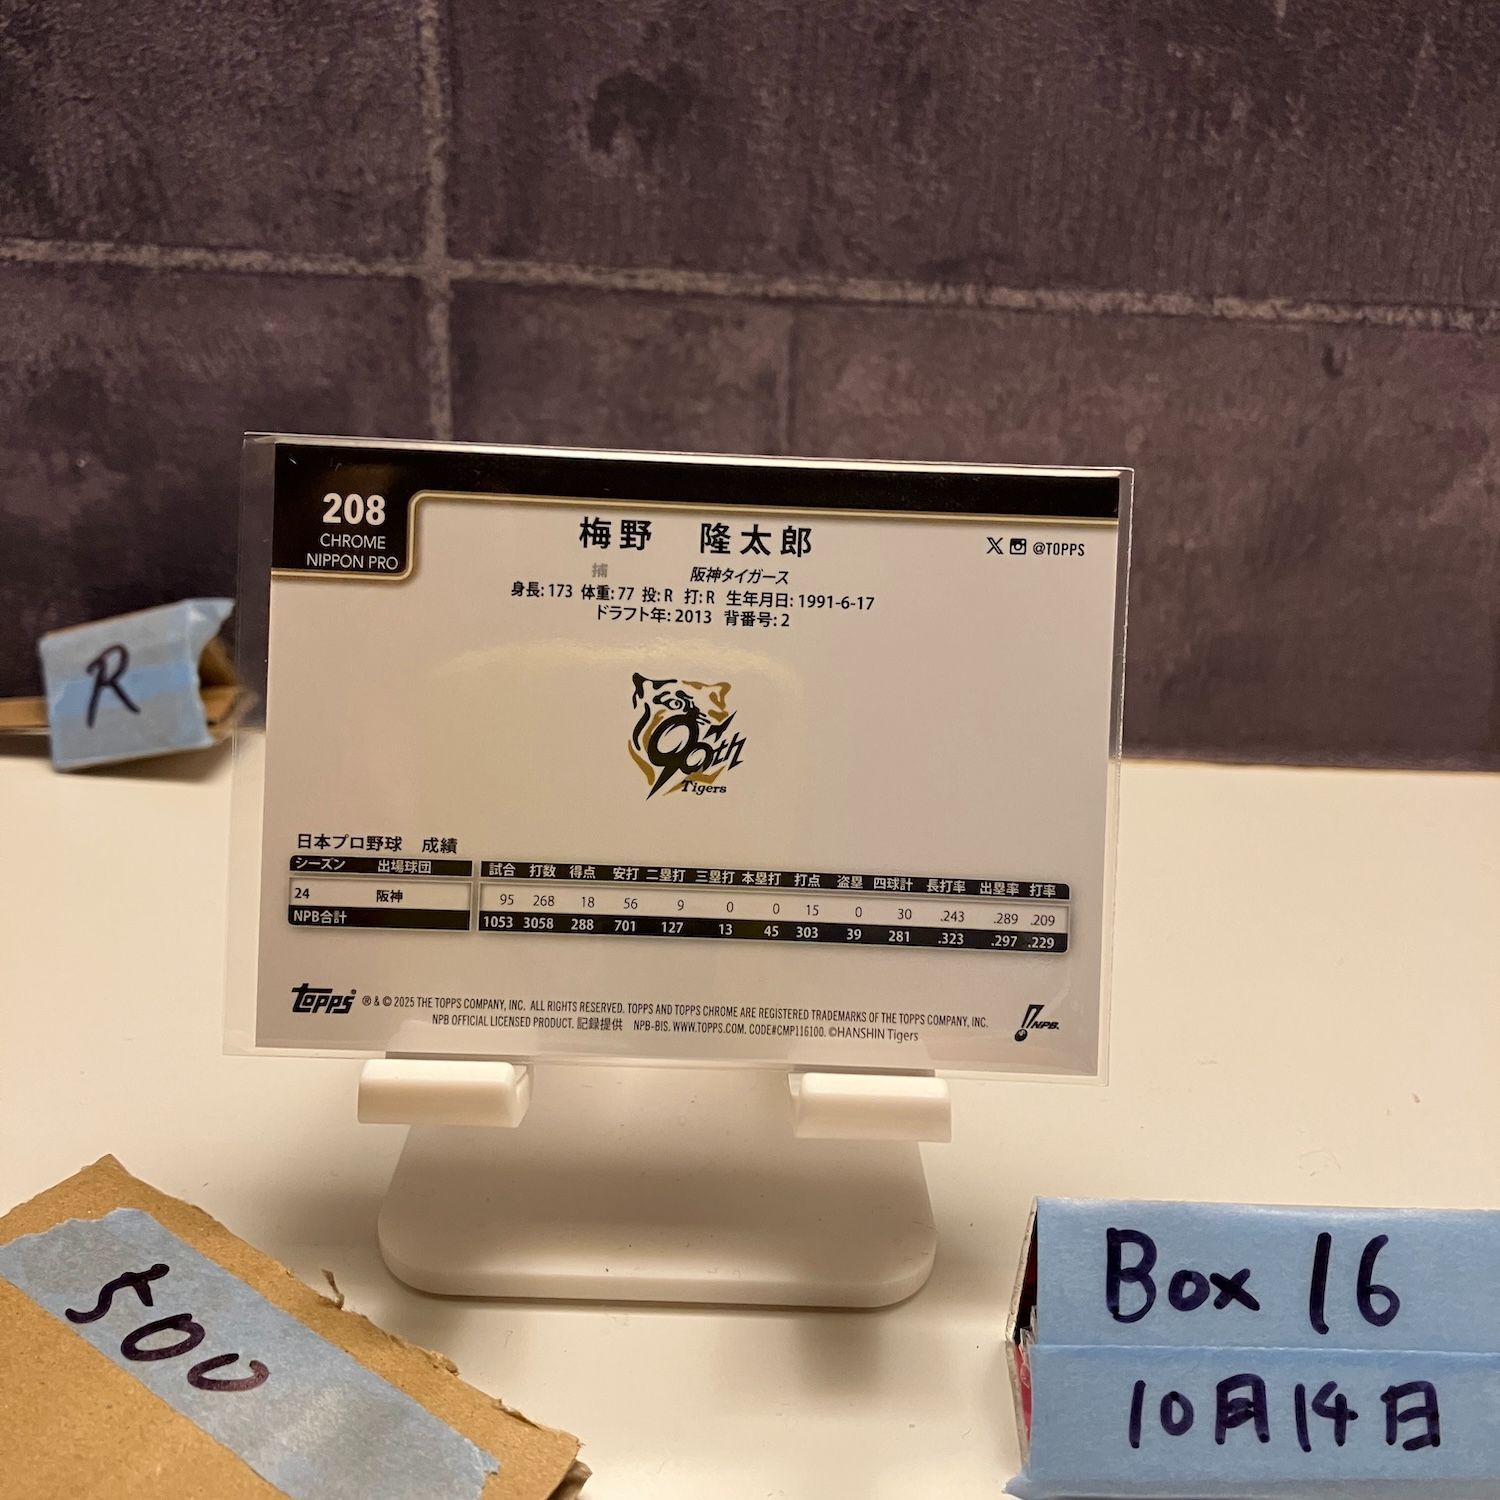 208
CHROME
NIPPON PRO
梅野 隆太郎
@TOPPS
捕 阪神タイガース
身長: 173 体重: 77 投: R 打: R 生年月日: 1991-6-17
ドラフト年: 2013 背番号: 2
90th
Tigers
日本プロ野球 成績
シーズン 出場球団 試合 打数 得点 安打 二塁打 三塁打 本塁打 打点 盗塁 四球計 長打率 出塁率 打率
24 阪神 95 268 18 56 9 0 0 15 0 30 .243 .289 .209
NPB合計 1053 3058 288 701 127 13 45 303 39 281 .323 .297 .229
topps ® & © 2025 THE TOPPS COMPANY, INC. ALL RIGHTS RESERVED. TOPPS AND TOPPS CHROME ARE REGISTERED TRADEMARKS OF THE TOPPS COMPANY, INC.
NPB OFFICIAL LICENSED PRODUCT. 記録提供 NPB-BIS. WWW.TOPPS.COM. CODE#CMP116100. ©HANSHIN Tigers
NPB.
R
500
Box 16
10月14日